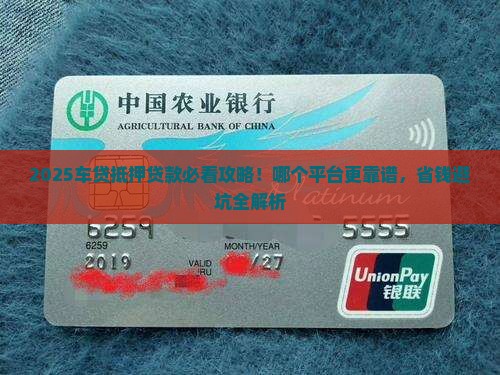 中国农业银行
AGRICULTURAL BANK OF CHINA
2025车贷抵押贷款必看攻略！哪个平台更靠谱，省钱避
坑全解析
Platinum
6259 5555
6259
MONTH/YEAR
2019 VALID /27
THRU
UnionPay
银联